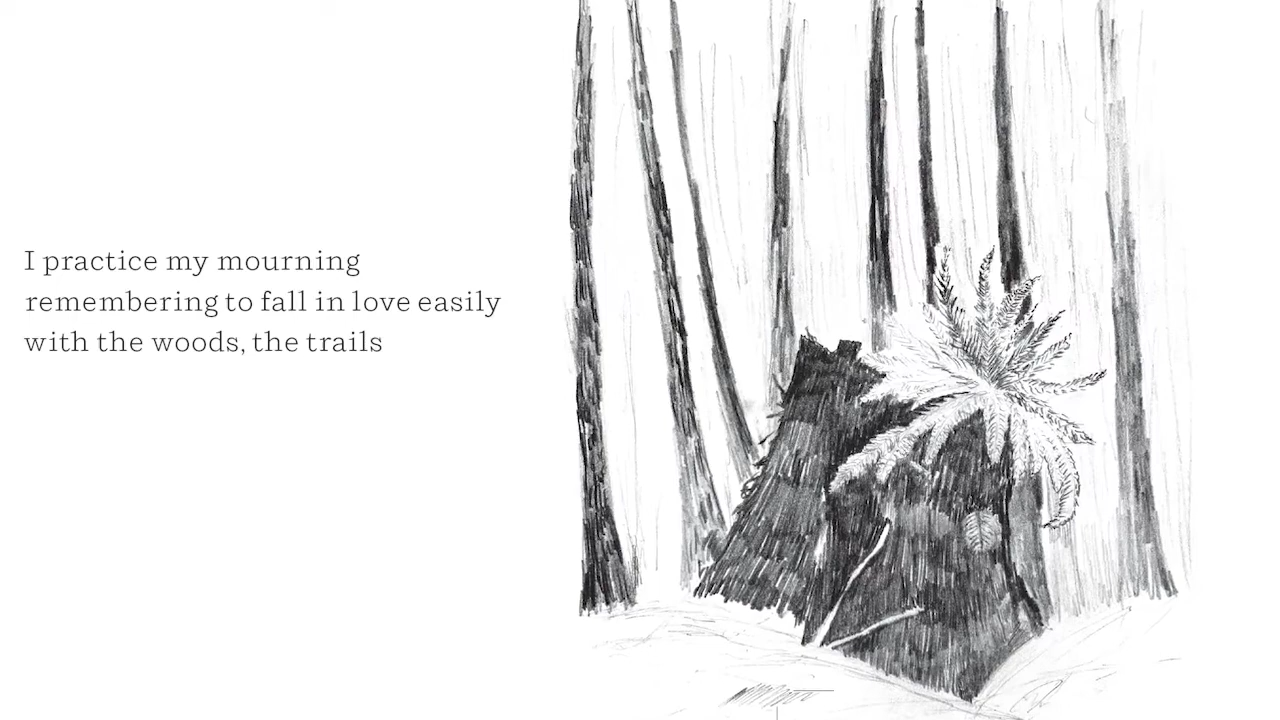 I practice my mourning
remembering to fall in love easily
with the woods, the trails